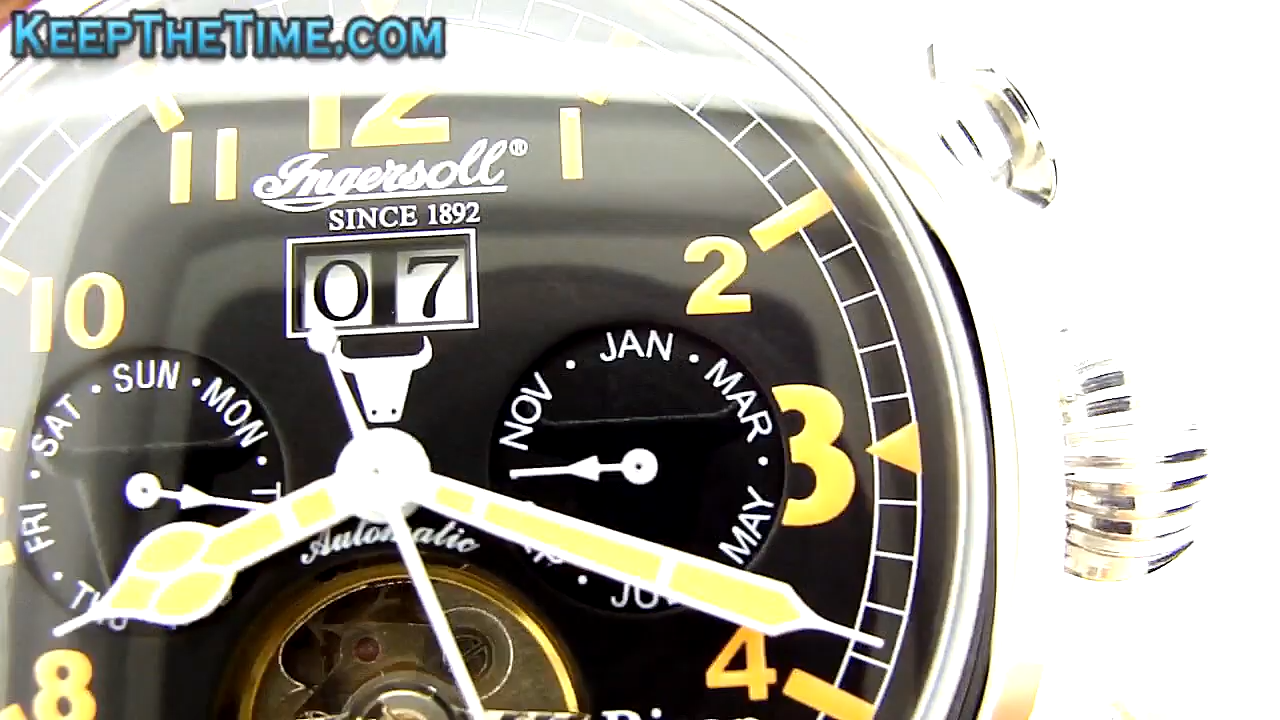 KEEPTHETIME.COM
12
11 1
Ingersoll®
SINCE 1892
07
10 2
SUN MON SAT FRI
JAN MAR MAY NOV
3
Automatic
8 4
Bison